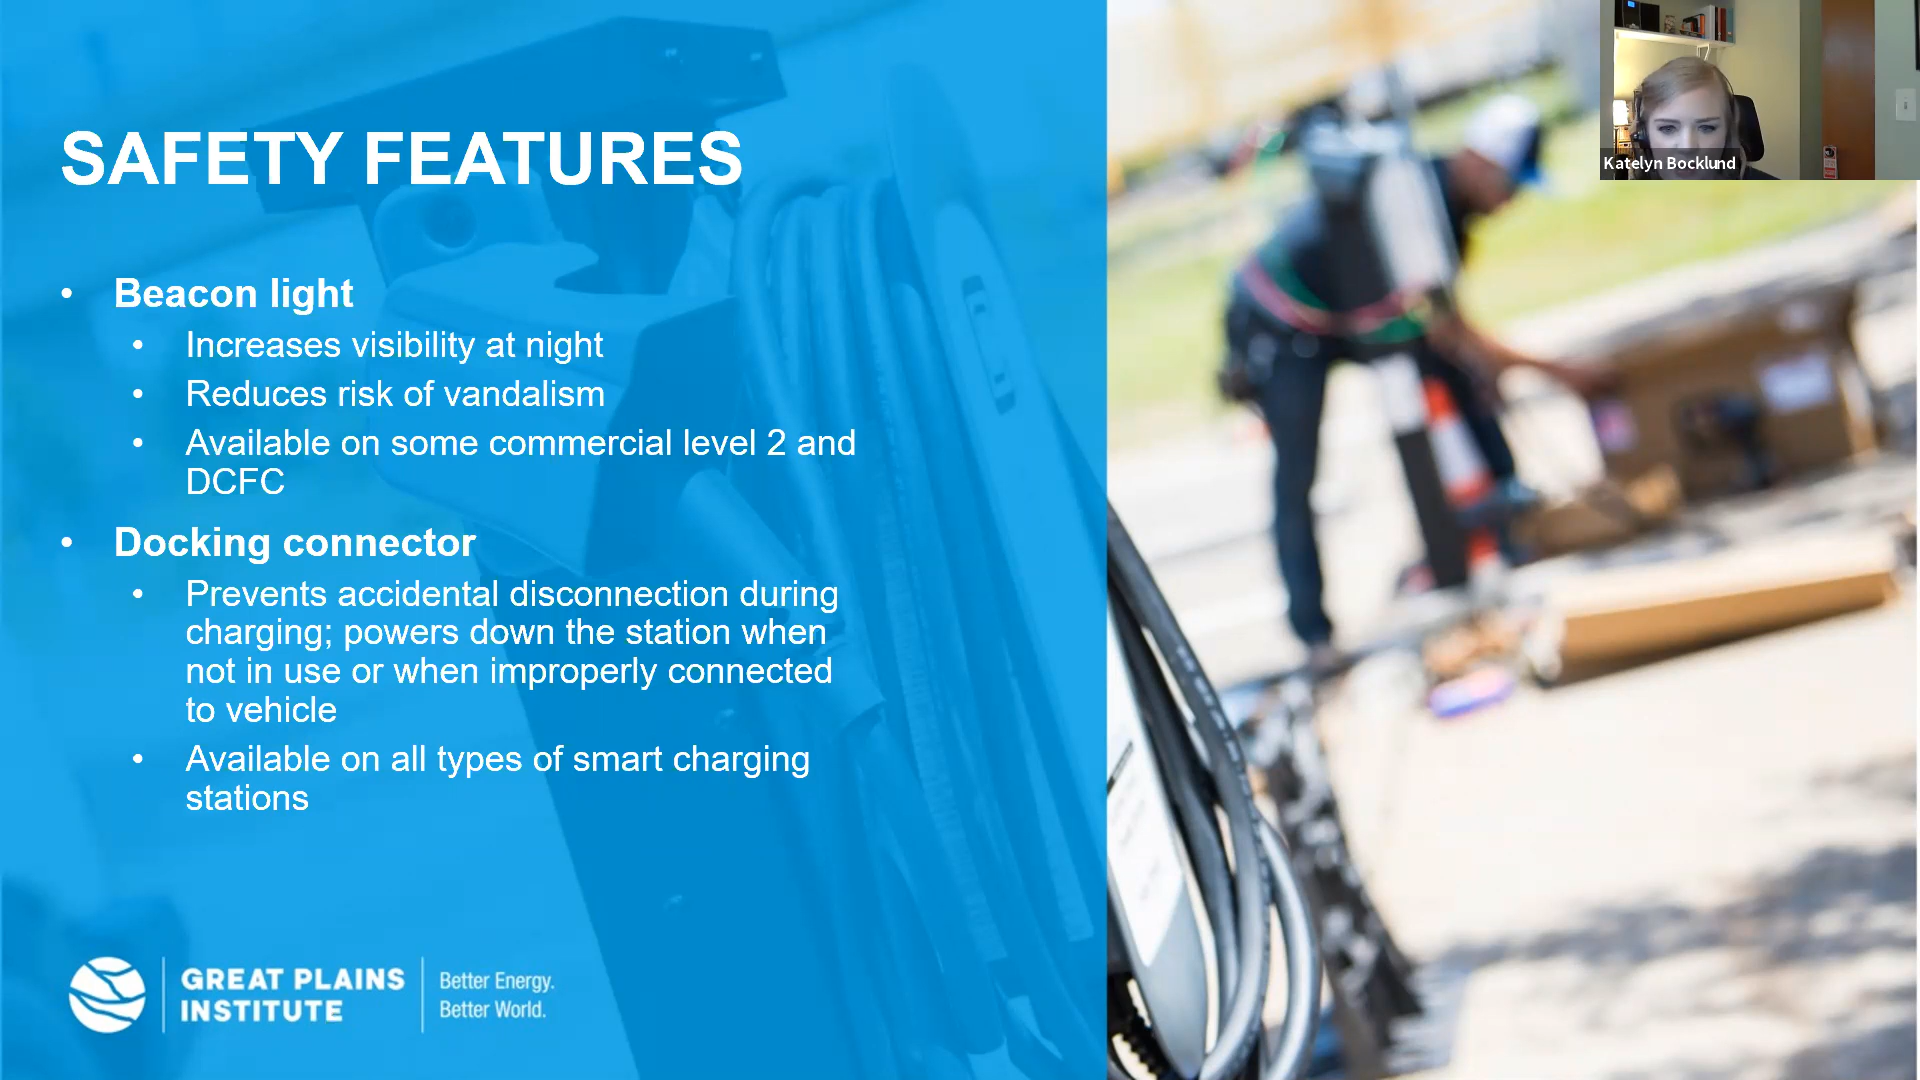 SAFETY FEATURES
• Beacon light
• Increases visibility at night
• Reduces risk of vandalism
• Available on some commercial level 2 and
DCFC
• Docking connector
• Prevents accidental disconnection during
charging; powers down the station when
not in use or when improperly connected
to vehicle
• Available on all types of smart charging
stations
GREAT PLAINS
INSTITUTE
Better Energy.
Better World.
Katelyn Bocklund